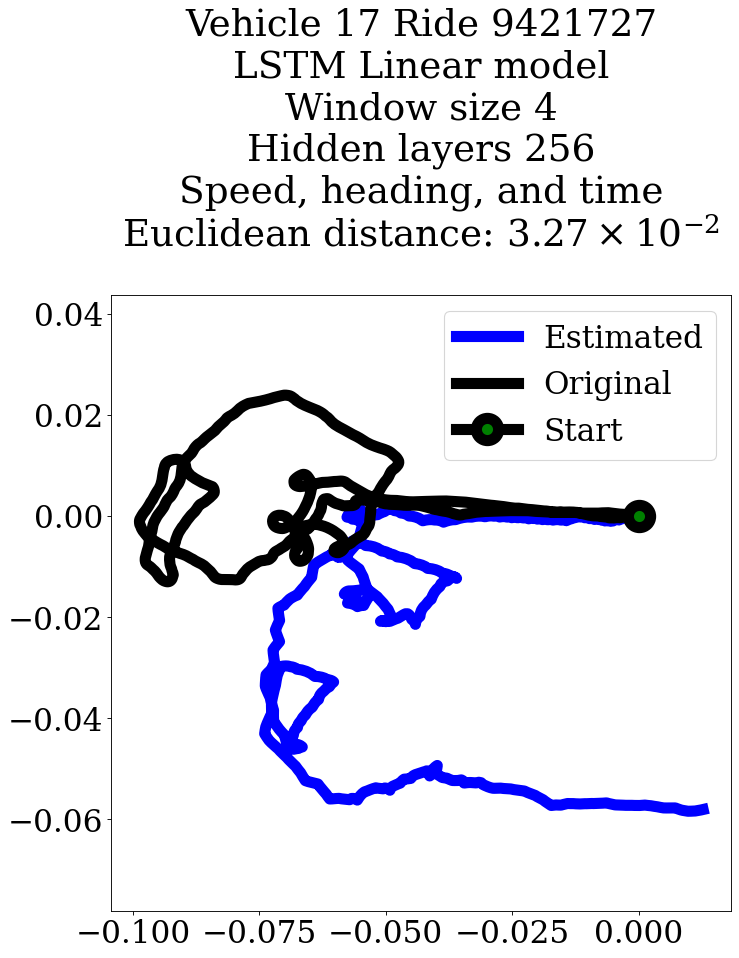 Vehicle 17 Ride 9421727
LSTM Linear model
Window size 4
Hidden layers 256
Speed, heading, and time
Euclidean distance: 3.27 × 10⁻²
Estimated
Original
Start
0.04
0.02
0.00
−0.02
−0.04
−0.06
−0.100 −0.075 −0.050 −0.025 0.000